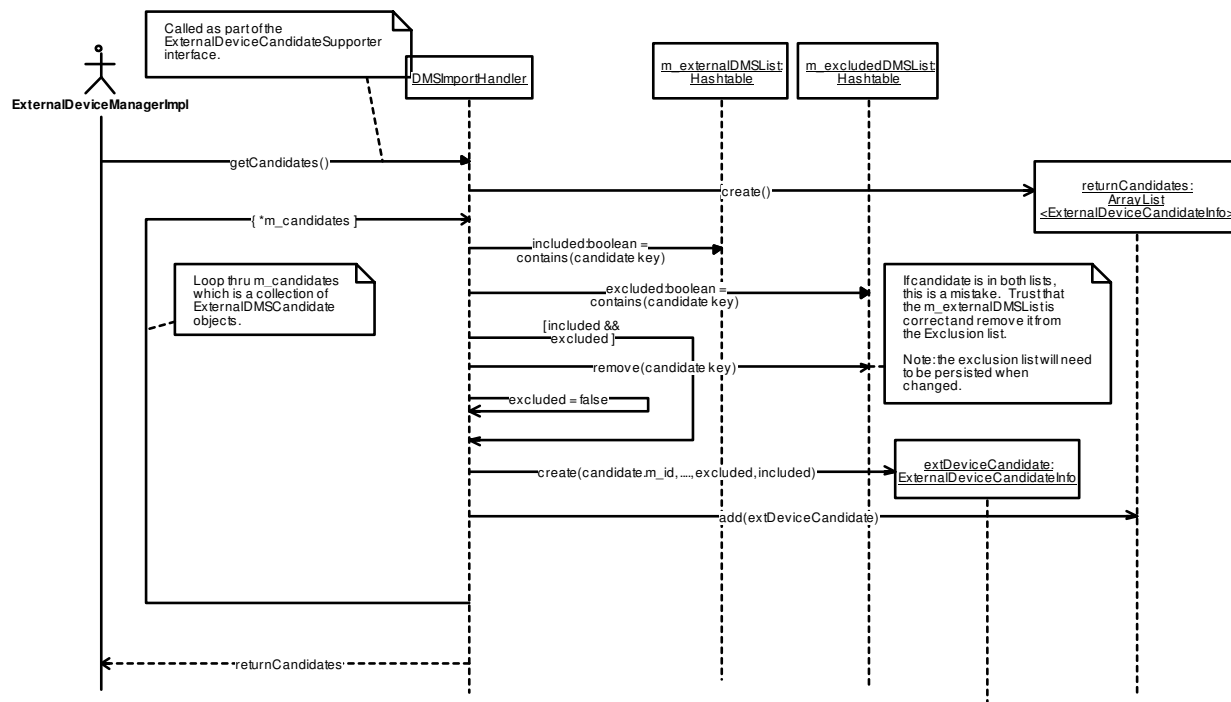 Called as part of the
ExternalDeviceCandidateSupporter
interface.
ExternalDeviceManagerImpl
DMSImportHandler
m_externalDMSList:
Hashtable
m_excludedDMSList:
Hashtable
getCandidates()
create()
returnCandidates:
ArrayList
<ExternalDeviceCandidateInfo>
{ *m_candidates ]
included:boolean =
contains(candidate key)
Loop thru m_candidates
which is a collection of
ExternalDMSCandidate
objects.
excluded:boolean =
contains(candidate key)
If candidate is in both lists,
this is a mistake. Trust that
the m_externalDMSList is
correct and remove it from
the Exclusion list.
Note: the exclusion list will need
to be persisted when
changed.
[included &&
excluded ]
remove(candidate key)
excluded = false
create(candidate.m_id,....,excluded,included)
extDeviceCandidate:
ExternalDeviceCandidateInfo
add(extDeviceCandidate)
returnCandidates